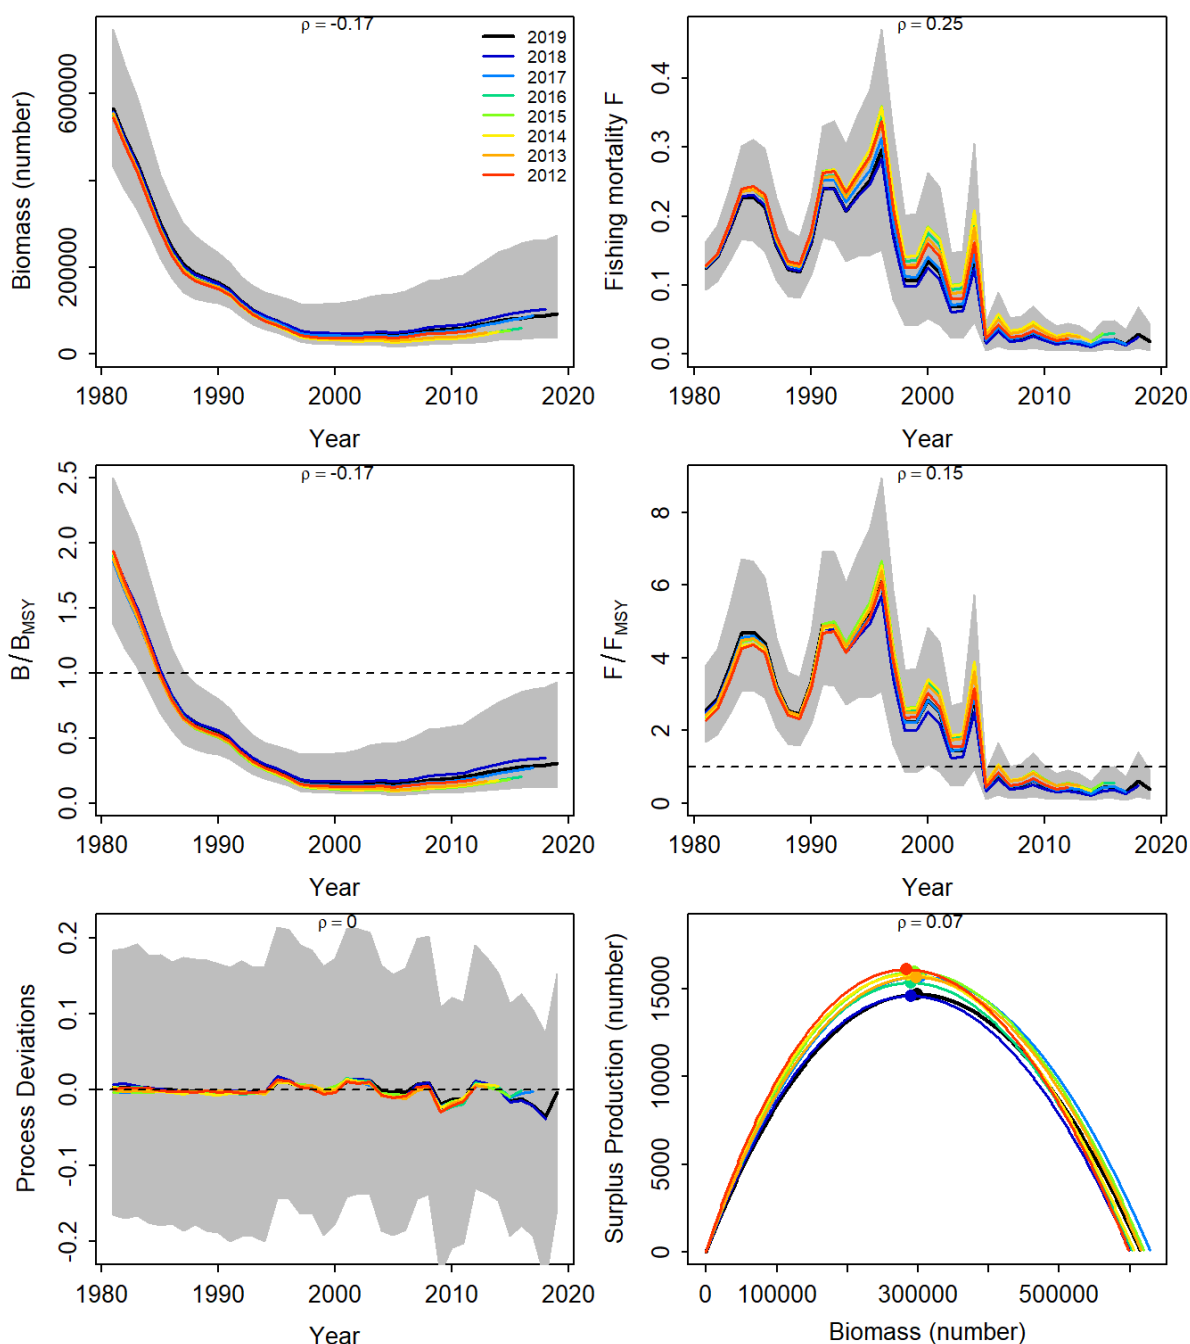 ρ = -0.17
2019
2018
2017
2016
2015
2014
2013
2012
Biomass (number)
600000
200000
0
1980 1990 2000 2010 2020
Year
ρ = 0.25
Fishing mortality F
0.4
0.3
0.2
0.1
0.0
1980 1990 2000 2010 2020
Year
ρ = -0.17
B/BMSY
2.5
2.0
1.5
1.0
0.5
0.0
1980 1990 2000 2010 2020
Year
ρ = 0.15
F/FMSY
8
6
4
2
0
1980 1990 2000 2010 2020
Year
ρ = 0
Process Deviations
0.2
0.1
0.0
-0.1
-0.2
1980 1990 2000 2010 2020
Year
ρ = 0.07
Surplus Production (number)
15000
10000
5000
0
0 100000 300000 500000
Biomass (number)